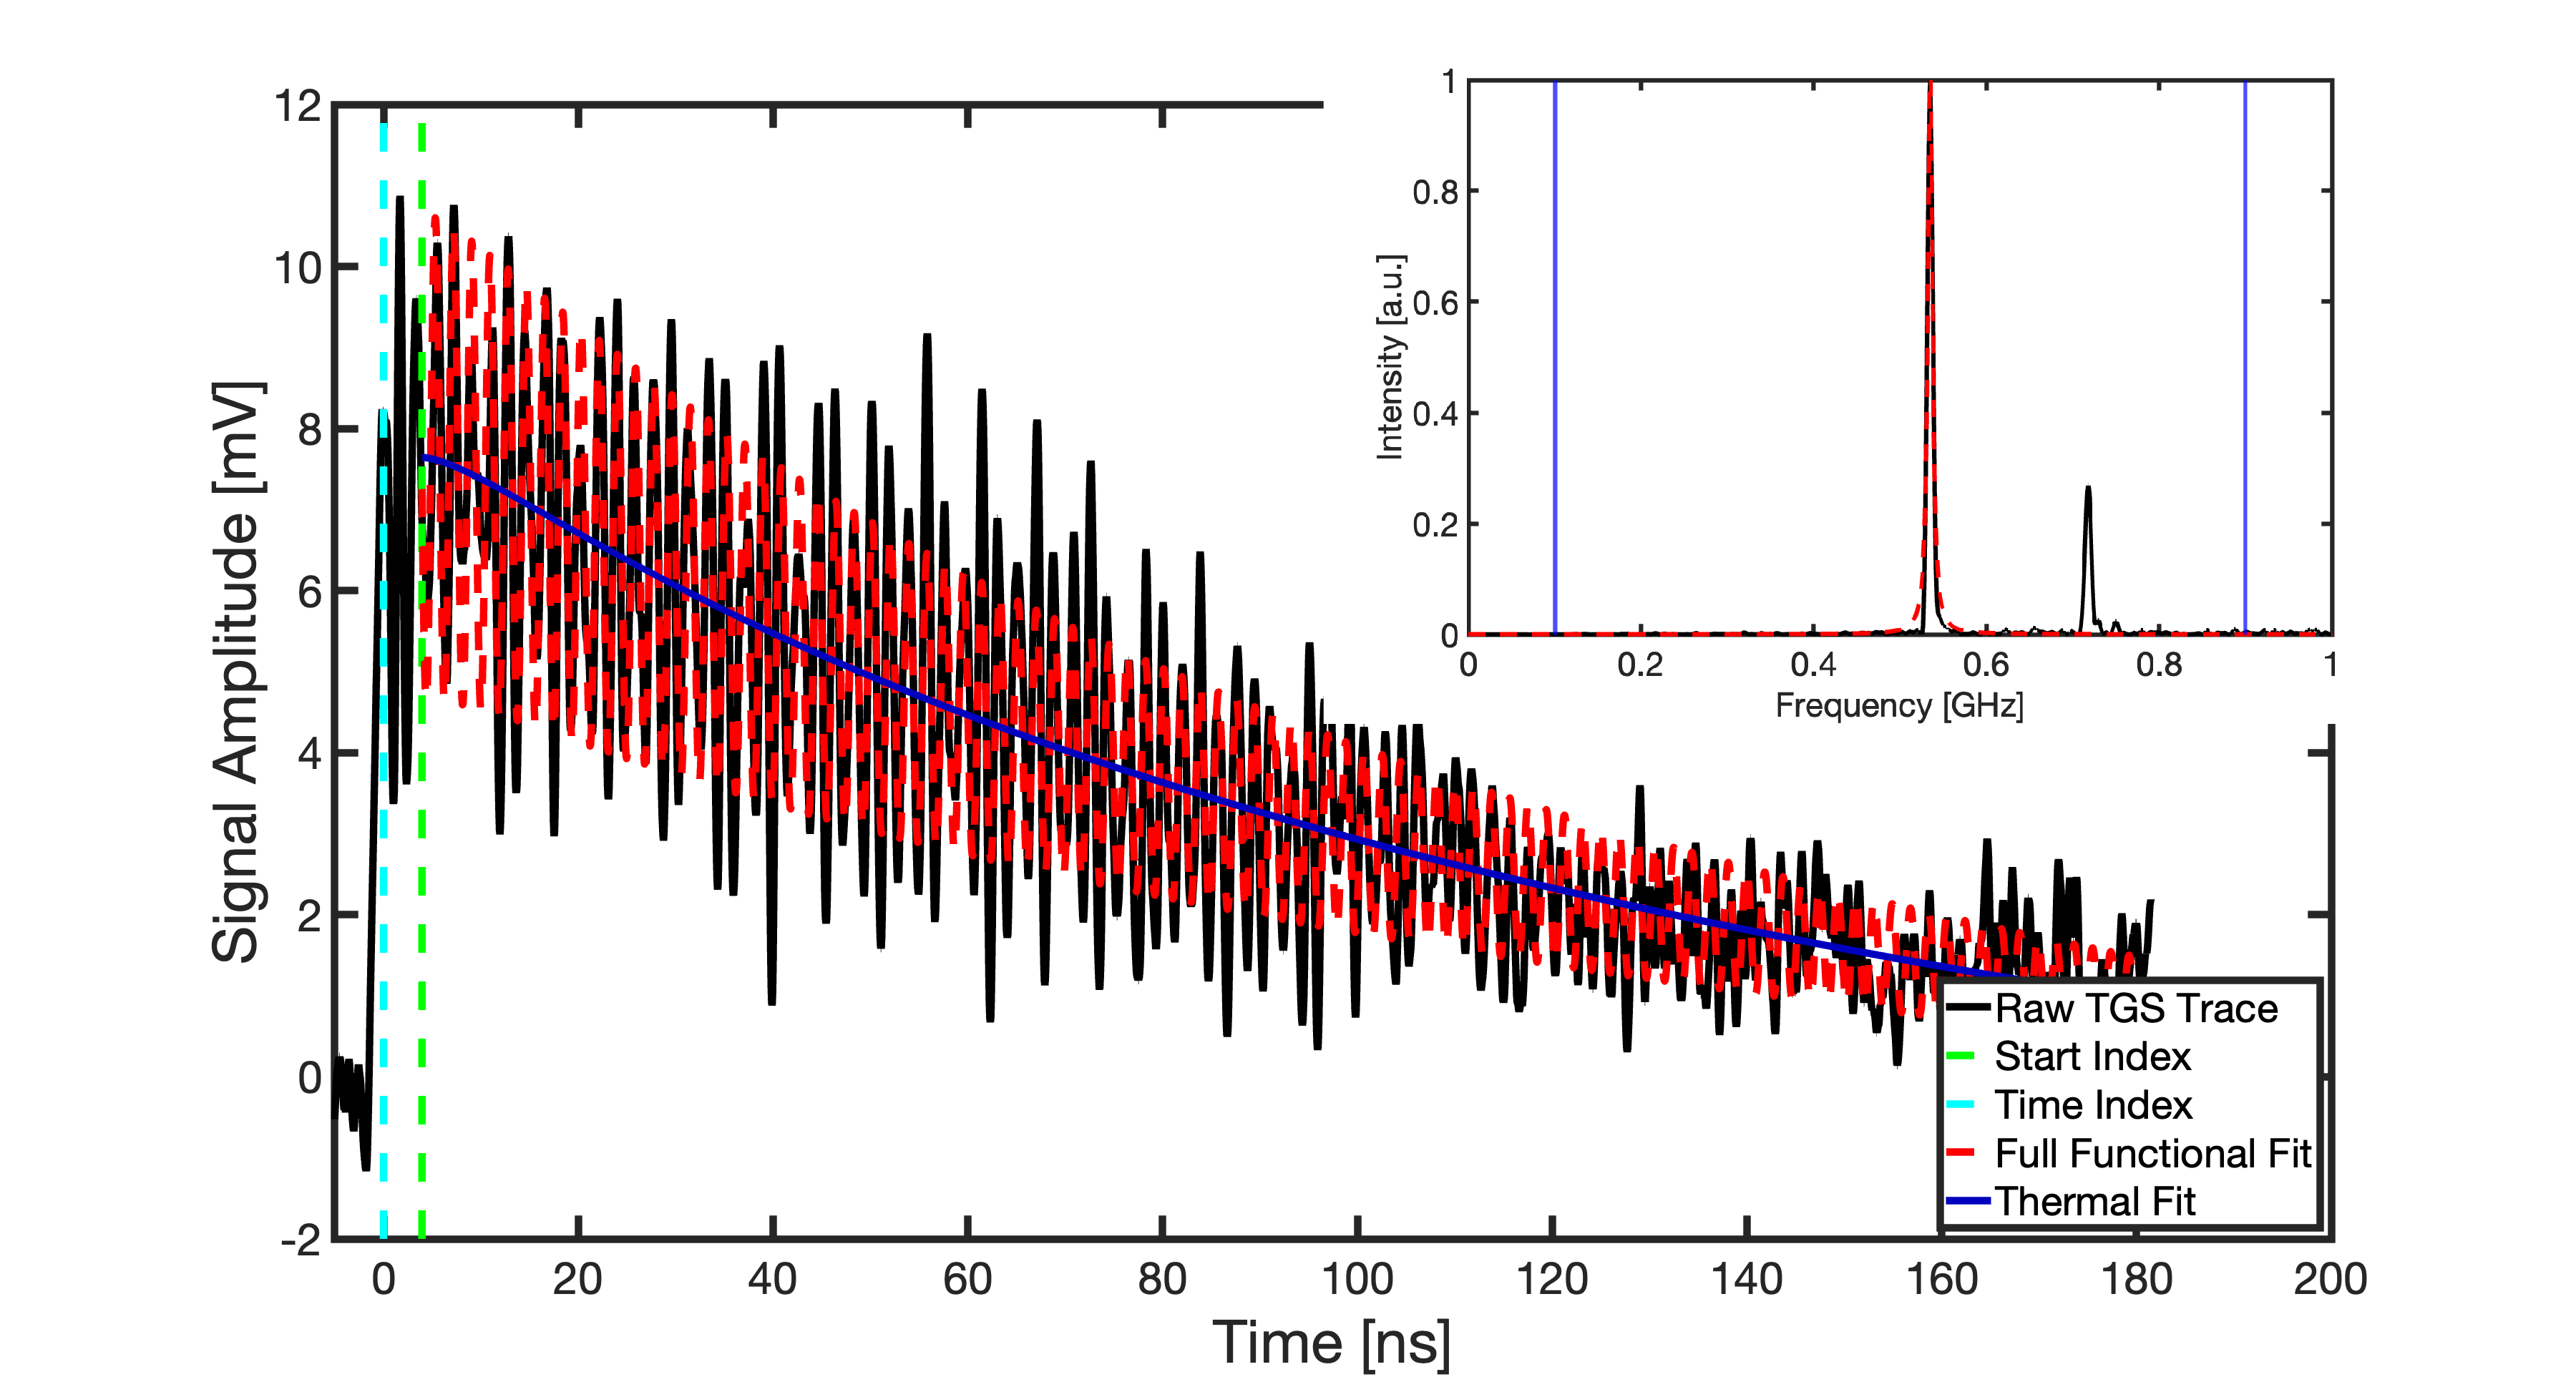 12
10
8
6
4
2
0
-2
Signal Amplitude [mV]
0 20 40 60 80 100 120 140 160 180 200
Time [ns]
1
0.8
0.6
0.4
0.2
0
Intensity [a.u.]
0 0.2 0.4 0.6 0.8 1
Frequency [GHz]
Raw TGS Trace
Start Index
Time Index
Full Functional Fit
Thermal Fit